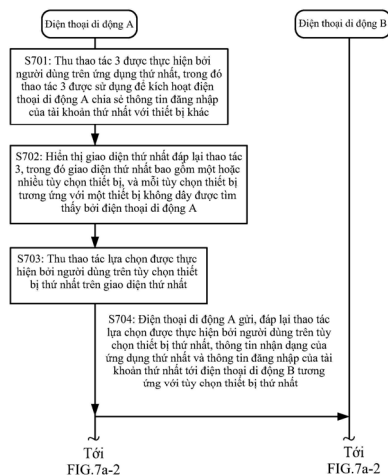 Điện thoại di động A
Điện thoại di động B
S701: Thu thao tác 3 được thực hiện bởi
người dùng trên ứng dụng thứ nhất, trong đó
thao tác 3 được sử dụng để kích hoạt điện
thoại di động A chia sẻ thông tin đăng nhập
của tài khoản thứ nhất với thiết bị khác
S702: Hiển thị giao diện thứ nhất đáp lại thao tác
3, trong đó giao diện thứ nhất bao gồm một hoặc
nhiều tùy chọn thiết bị, và mỗi tùy chọn thiết bị
tương ứng với một thiết bị không dây được tìm
thấy bởi điện thoại di động A
S703: Thu thao tác lựa chọn được thực
hiện bởi người dùng trên tùy chọn thiết
bị thứ nhất trên giao diện thứ nhất
S704: Điện thoại di động A gửi, đáp lại thao tác
lựa chọn được thực hiện bởi người dùng trên tùy
chọn thiết bị thứ nhất, thông tin nhận dạng của
ứng dụng thứ nhất và thông tin đăng nhập của tài
khoản thứ nhất tới điện thoại di động B tương
ứng với tùy chọn thiết bị thứ nhất
Tới
FIG.7a-2
Tới
FIG.7a-2